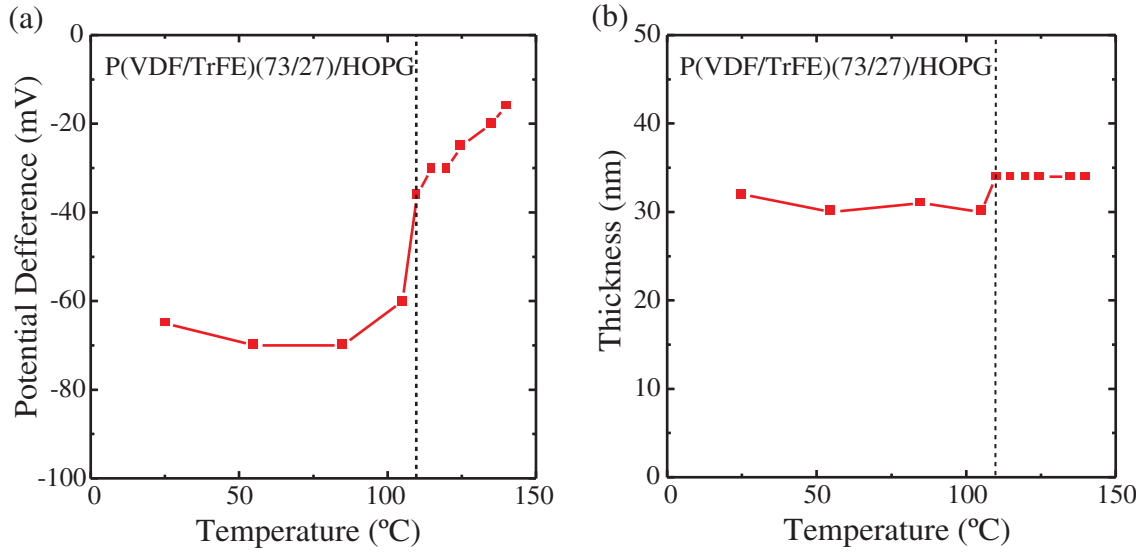 (a)
0
-20
-40
-60
-80
-100
Potential Defference (mV)
P(VDF/TrFE)(73/27)/HOPG
0
50
100
150
Temperature (ºC)
(b)
50
40
30
20
10
0
Thickness (nm)
P(VDF/TrFE)(73/27)/HOPG
0
50
100
150
Temperature (ºC)